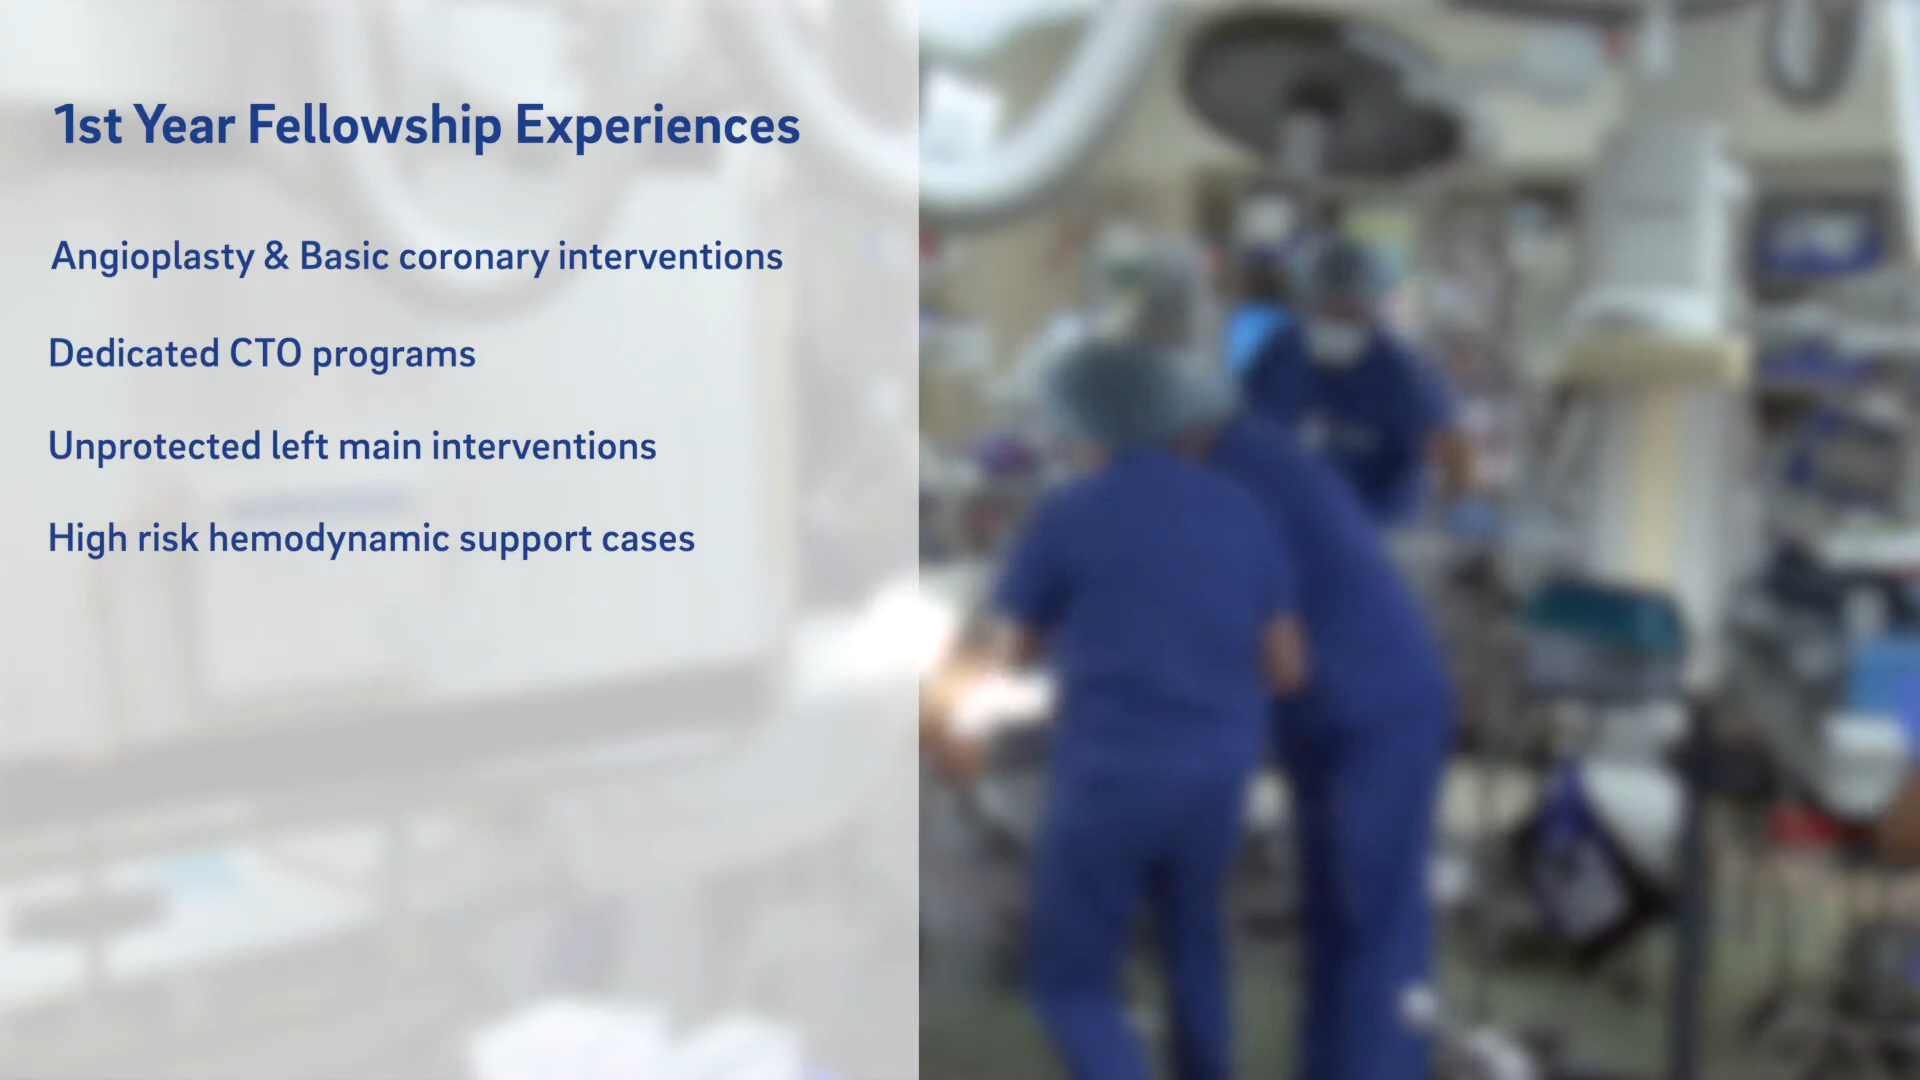 1st Year Fellowship Experiences
Angioplasty & Basic coronary interventions
Dedicated CTO programs
Unprotected left main interventions
High risk hemodynamic support cases